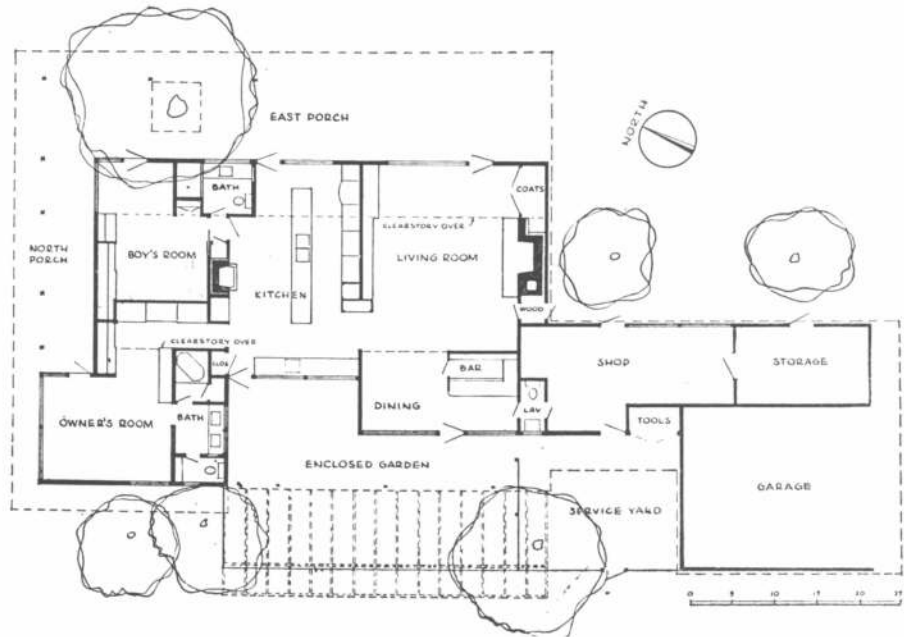 EAST PORCH
NORTH
BATH
COATS
CLEARSTORY OVER
NORTH
PORCH
BOY'S ROOM
LIVING ROOM
KITCHEN
WOOD
CLEARSTORY OVER
SHOP
STORAGE
CLOS
BAR
DINING
LAV
TOOLS
OWNER'S ROOM
BATH
ENCLOSED GARDEN
GARAGE
SERVICE YARD
0 5 10 15 20 25